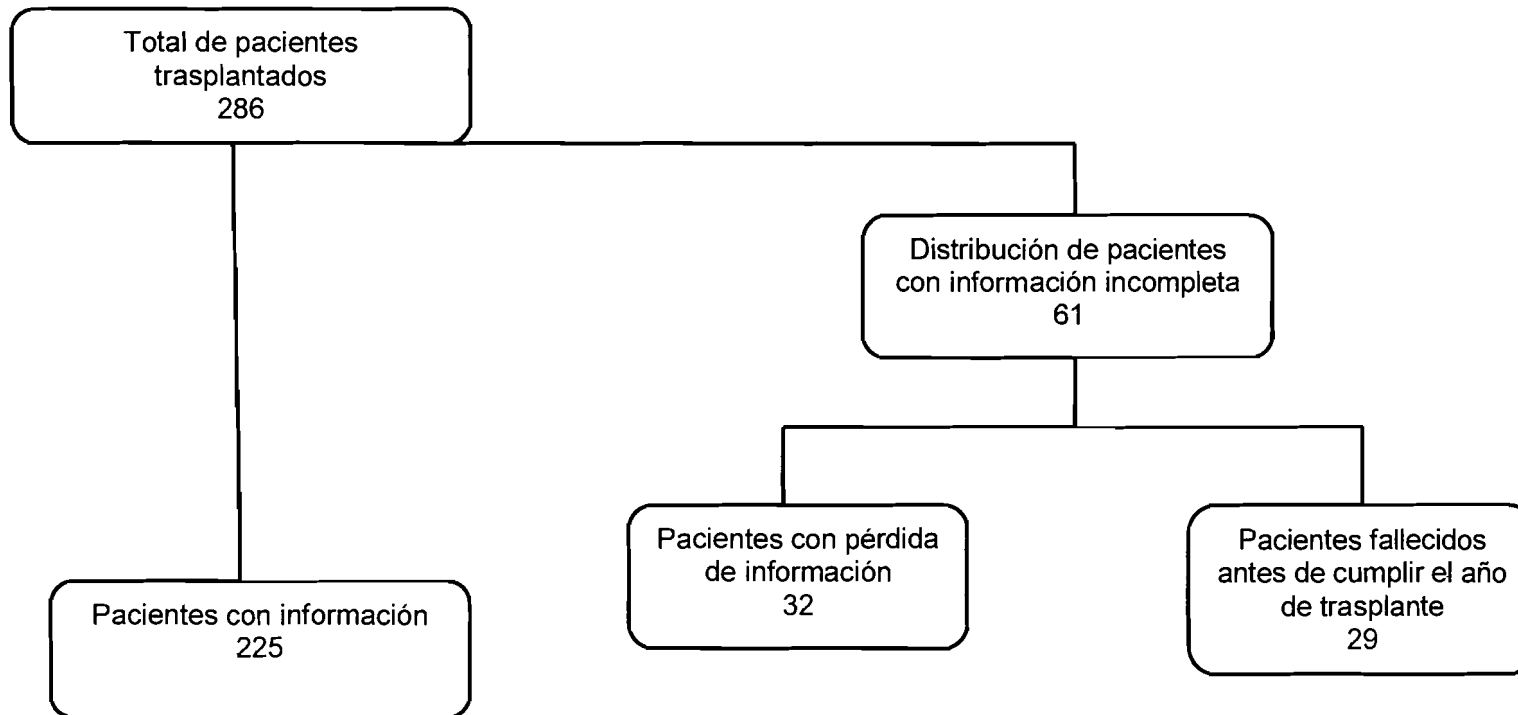 Total de pacientes
trasplantados
286
Distribución de pacientes
con información incompleta
61
Pacientes con pérdida
de información
32
Pacientes fallecidos
antes de cumplir el año
de trasplante
29
Pacientes con información
225